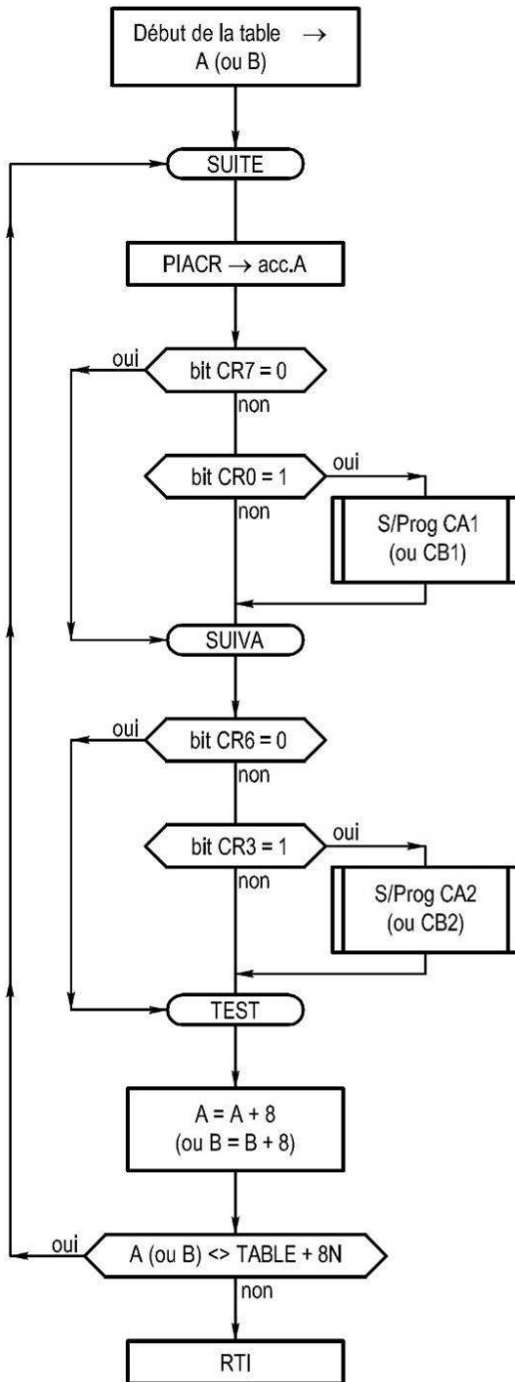 Début de la table →
A (ou B)
SUITE
PIACR → acc.A
oui
bit CR7 = 0
non
bit CR0 = 1
oui
non
S/Prog CA1
(ou CB1)
SUIVA
oui
bit CR6 = 0
non
bit CR3 = 1
oui
non
S/Prog CA2
(ou CB2)
TEST
A = A + 8
(ou B = B + 8)
oui
A (ou B) <> TABLE + 8N
non
RTI